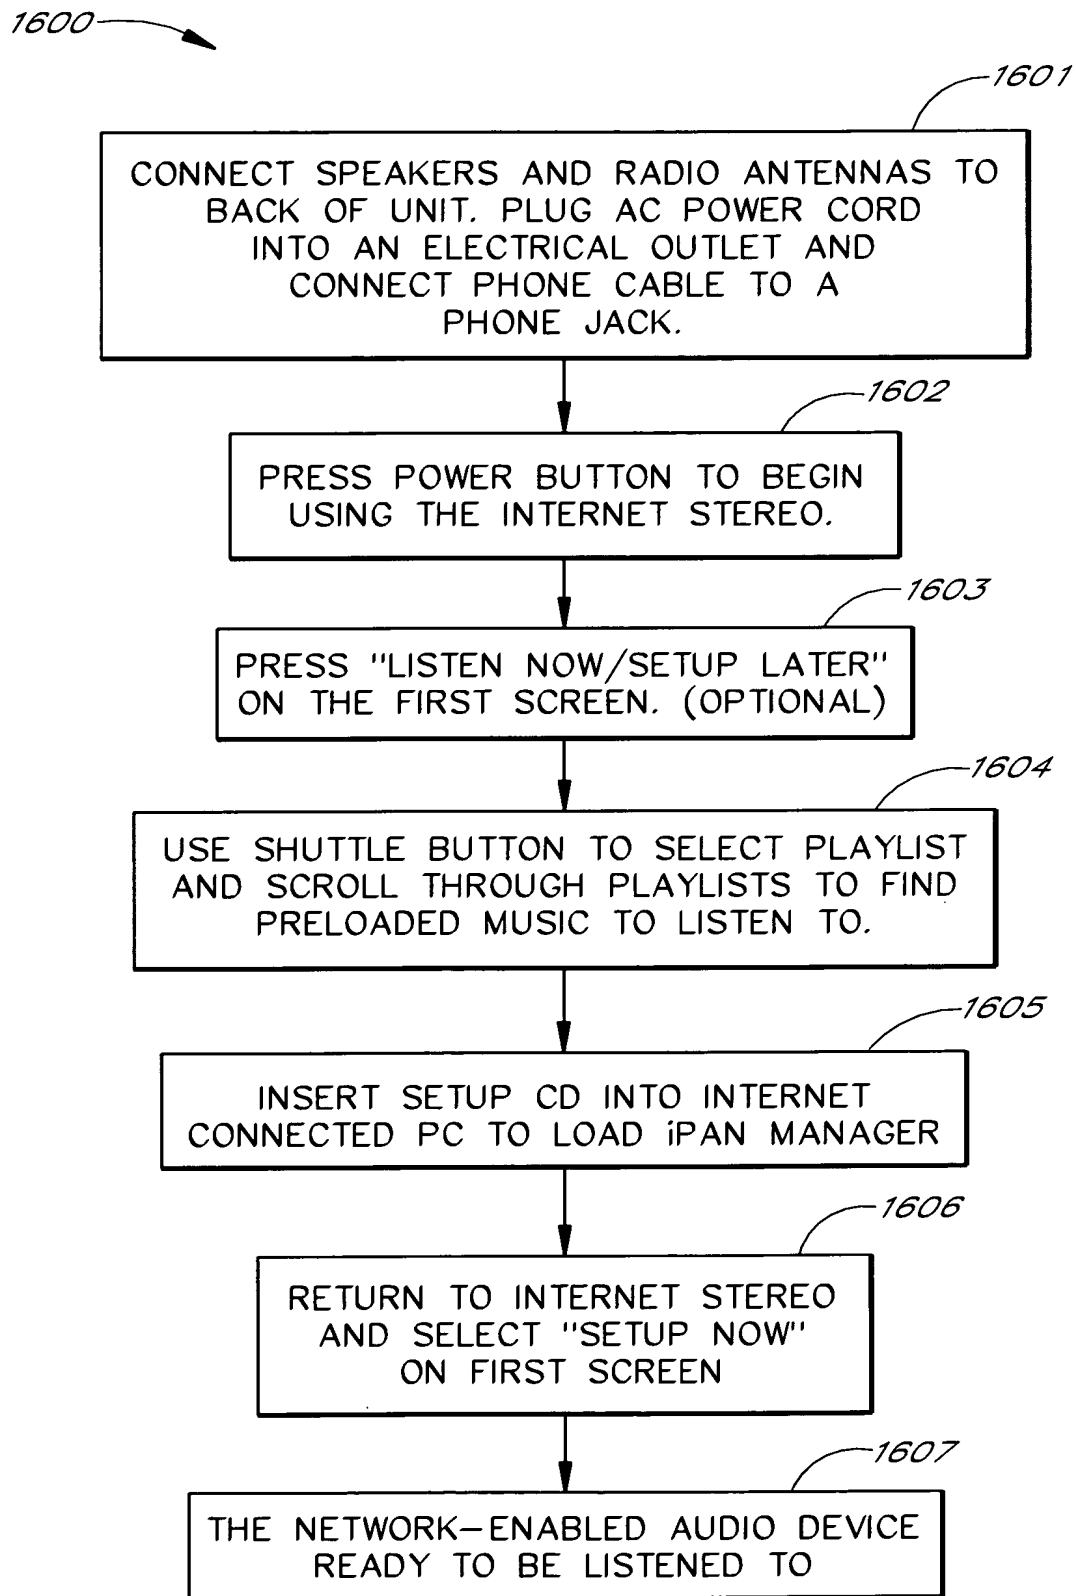 1600
1601
CONNECT SPEAKERS AND RADIO ANTENNAS TO
BACK OF UNIT. PLUG AC POWER CORD
INTO AN ELECTRICAL OUTLET AND
CONNECT PHONE CABLE TO A
PHONE JACK.
1602
PRESS POWER BUTTON TO BEGIN
USING THE INTERNET STEREO.
1603
PRESS "LISTEN NOW/SETUP LATER"
ON THE FIRST SCREEN. (OPTIONAL)
1604
USE SHUTTLE BUTTON TO SELECT PLAYLIST
AND SCROLL THROUGH PLAYLISTS TO FIND
PRELOADED MUSIC TO LISTEN TO.
1605
INSERT SETUP CD INTO INTERNET
CONNECTED PC TO LOAD iPAN MANAGER
1606
RETURN TO INTERNET STEREO
AND SELECT "SETUP NOW"
ON FIRST SCREEN
1607
THE NETWORK-ENABLED AUDIO DEVICE
READY TO BE LISTENED TO